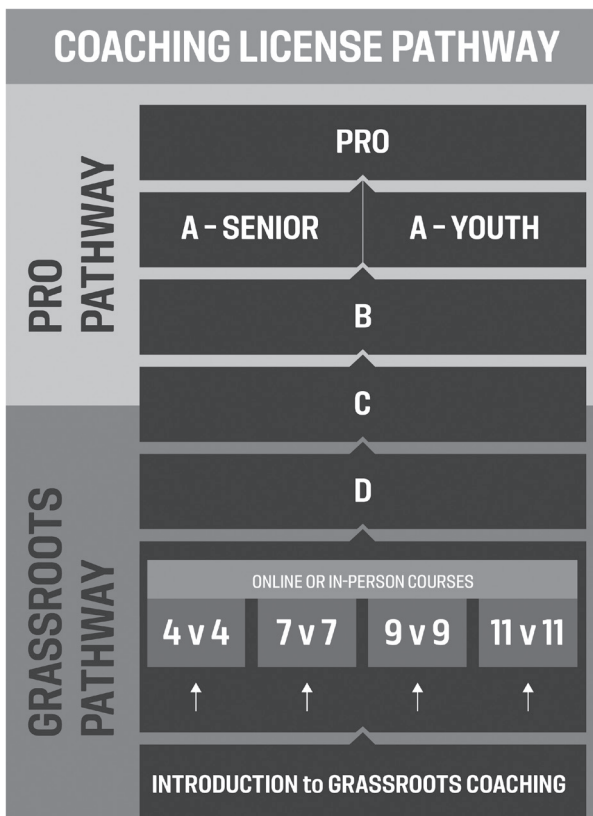 COACHING LICENSE PATHWAY
PRO
PATHWAY
PRO
A – SENIOR
A – YOUTH
B
C
D
GRASSROOTS
PATHWAY
ONLINE OR IN-PERSON COURSES
4 v 4
7 v 7
9 v 9
11 v 11
INTRODUCTION to GRASSROOTS COACHING